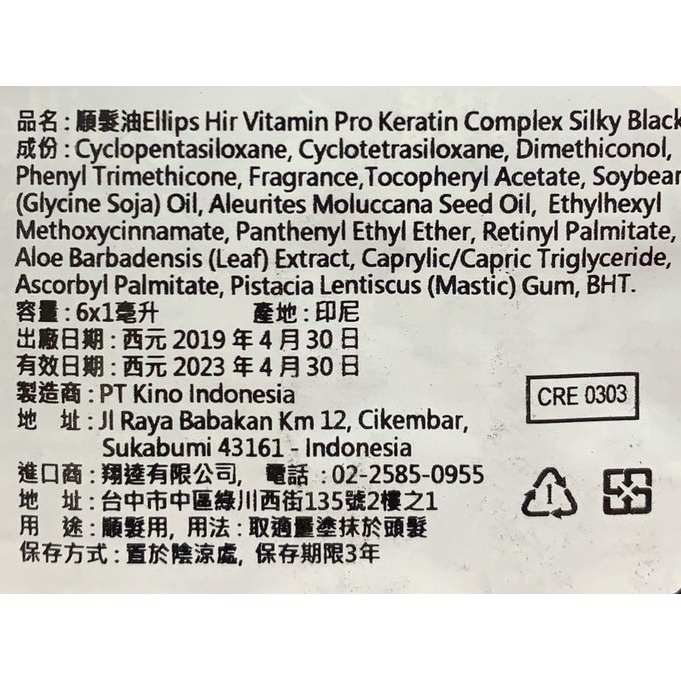 品名：順髮油Ellips Hir Vitamin Pro Keratin Complex Silky Black
成份：Cyclopentasiloxane, Cyclotetrasiloxane, Dimethiconol,
Phenyl Trimethicone, Fragrance,Tocopheryl Acetate, Soybean
(Glycine Soja) Oil, Aleurites Moluccana Seed Oil, Ethylhexyl
Methoxycinnamate, Panthenyl Ethyl Ether, Retinyl Palmitate,
Aloe Barbadensis (Leaf) Extract, Caprylic/Capric Triglyceride,
Ascorbyl Palmitate, Pistacia Lentiscus (Mastic) Gum, BHT.
容量：6x1毫升 產地：印尼
出廠日期：西元 2019 年 4 月 30 日
有效日期：西元 2023 年 4 月 30 日
製造商：PT Kino Indonesia
地 址：Jl Raya Babakan Km 12, Cikembar,
Sukabumi 43161 - Indonesia
CRE 0303
進口商：翔達有限公司, 電話：02-2585-0955
地 址：台中市中區綠川西街135號2樓之1
用 途：順髮用, 用法：取適量塗抹於頭髮
保存方式：置於陰涼處, 保存期限3年
1